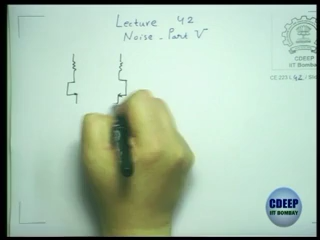 Lecture 42
Noise - Part V
CDEEP
IIT Bombay
CDEEP
IIT BOMBAY